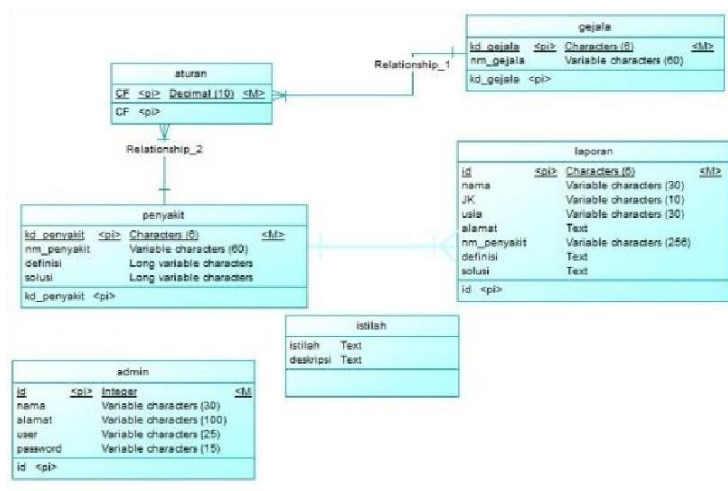 gejala
kd_gejala <pi> Characters (6) <M>
nm_gejala Variable characters (60)
kd_gejala <pi>
Relationship_1
aturan
CF <pi> Decimal (10) <M>
CF <pi>
Relationship_2
laporan
id <pi> Characters (6) <M>
nama Variable characters (30)
JK Variable characters (10)
usia Variable characters (30)
alamat Text
nm_penyakit Variable characters (256)
definisi Text
solusi Text
id <pi>
penyakit
kd_penyakit <pi> Characters (6) <M>
nm_penyakit Variable characters (60)
definisi Long variable characters
solusi Long variable characters
kd_penyakit <pi>
istilah
istilah Text
deskripsi Text
admin
id <pi> Integer <M
nama Variable characters (30)
alamat Variable characters (100)
user Variable characters (25)
password Variable characters (15)
id <pi>